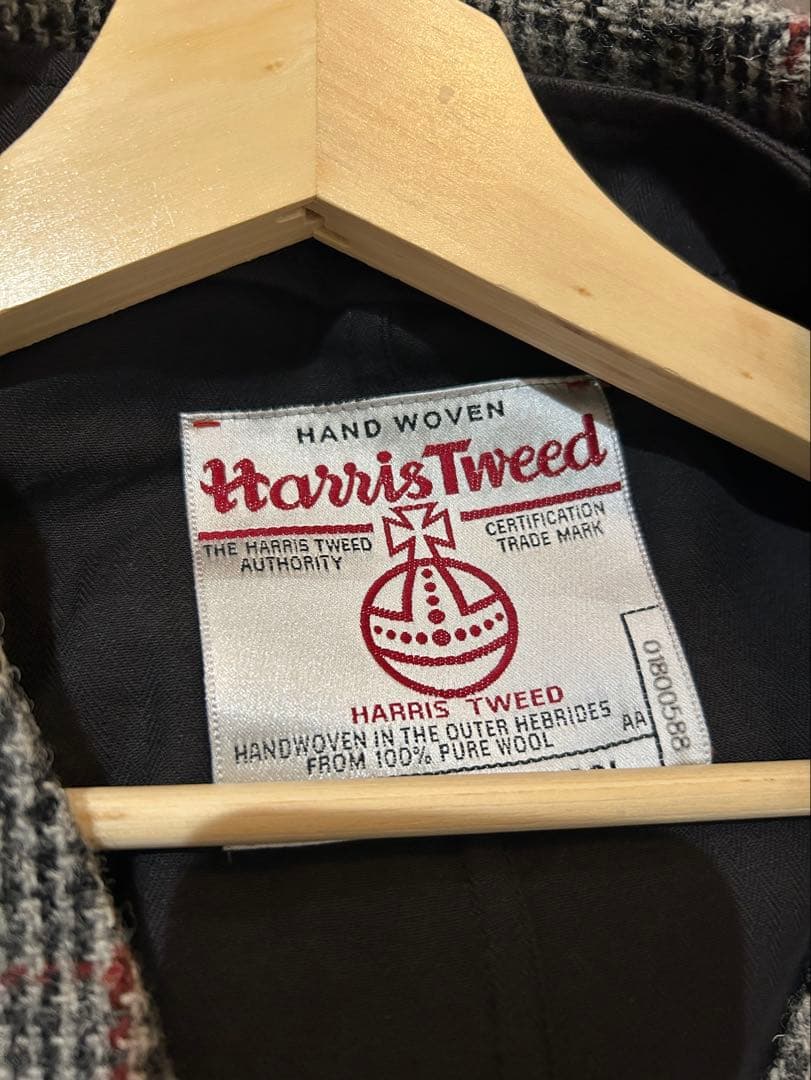 HAND WOVEN
Harris Tweed
THE HARRIS TWEED
AUTHORITY
CERTIFICATION
TRADE MARK
HARRIS TWEED
HANDWOVEN IN THE OUTER HEBRIDES
FROM 100% PURE WOOL
AA
01800588